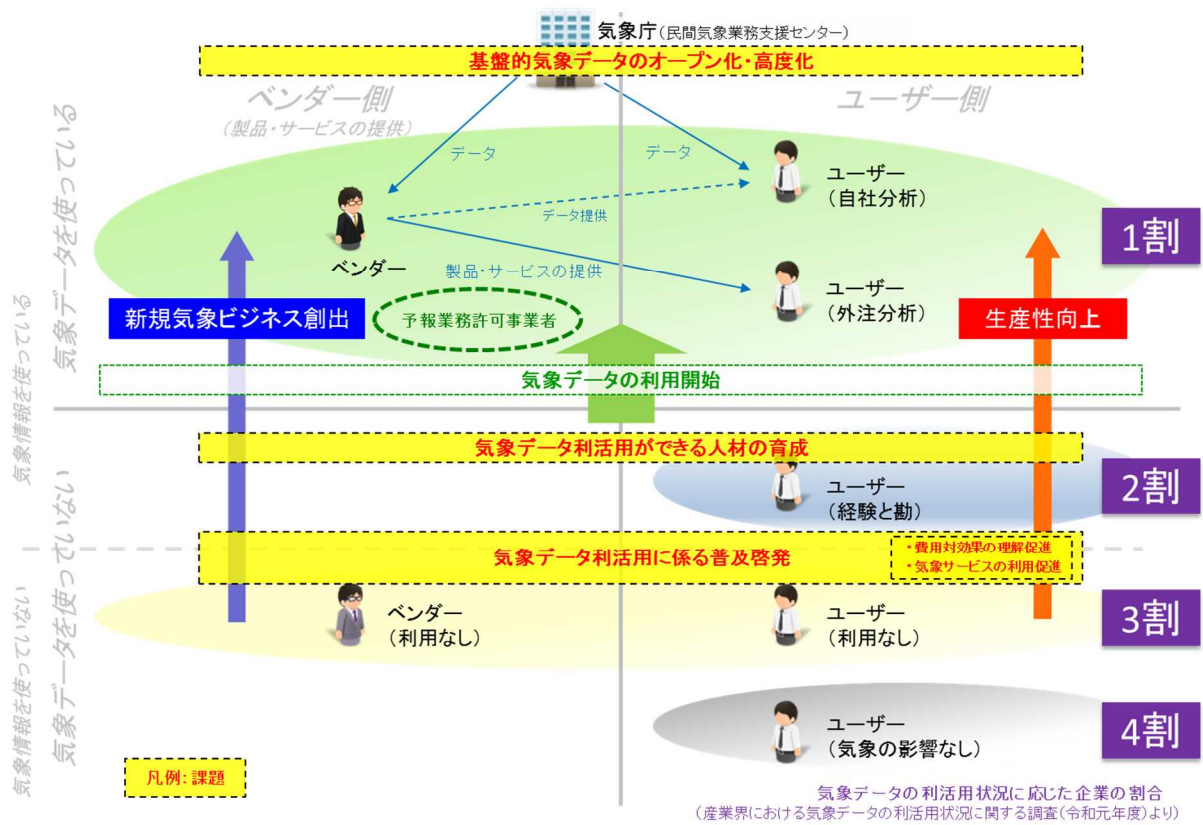 気象庁(民間気象業務支援センター)
基盤的気象データのオープン化・高度化
ベンダー側
(製品・サービスの提供)
ユーザー側
気象データを使っている
気象情報を使っている
データ
データ
ユーザー
(自社分析)
データ提供
ベンダー
製品・サービスの提供
ユーザー
(外注分析)
1割
新規気象ビジネス創出
予報業務許可事業者
生産性向上
気象データの利用開始
気象データ利活用ができる人材の育成
気象データを使っていない
ユーザー
(経験と勘)
2割
気象データ利活用に係る普及啓発
・費用対効果の理解促進
・気象サービスの利用促進
気象情報を使っていない
ベンダー
(利用なし)
ユーザー
(利用なし)
3割
ユーザー
(気象の影響なし)
4割
凡例：課題
気象データの利活用状況に応じた企業の割合
(産業界における気象データの利活用状況に関する調査(令和元年度)より)